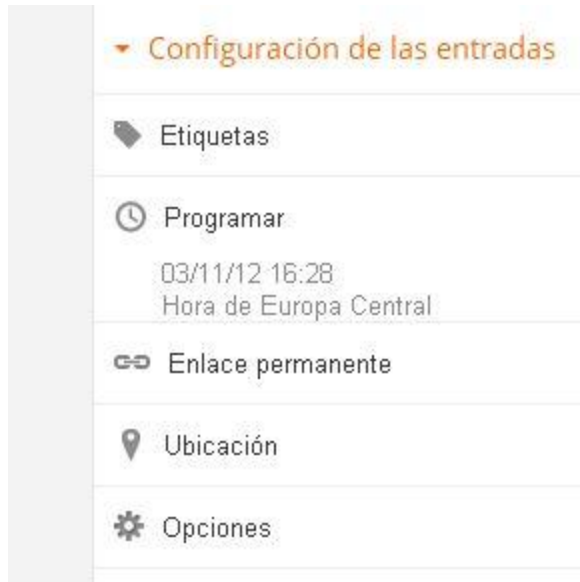 Configuración de las entradas
Etiquetas
Programar
03/11/12 16:28
Hora de Europa Central
Enlace permanente
Ubicación
Opciones